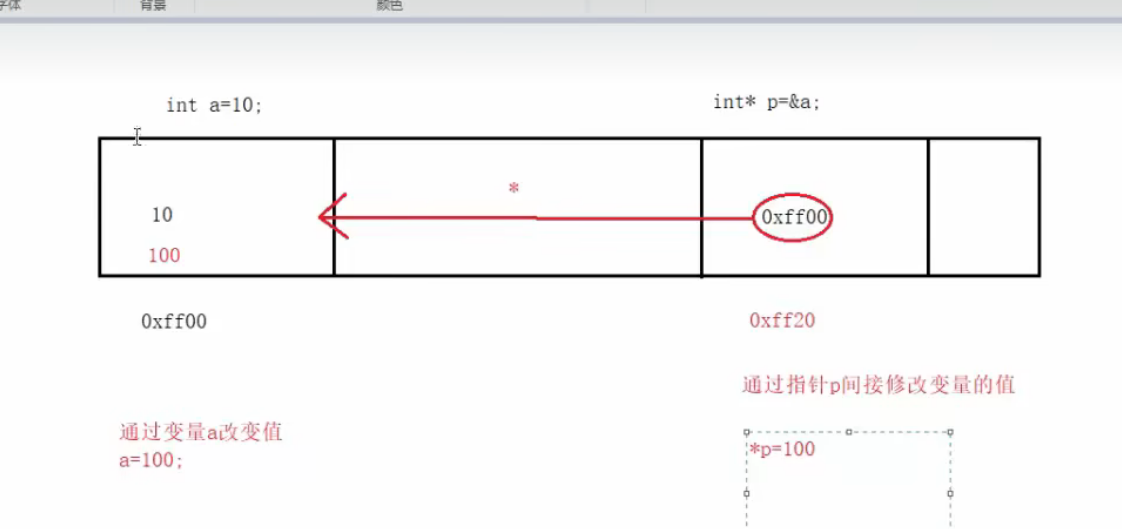 字体
背景
颜色
int a=10;
int* p=&a;
*
10
0xff00
100
0xff00
0xff20
通过指针p间接修改变量的值
通过变量a改变值
a=100;
*p=100